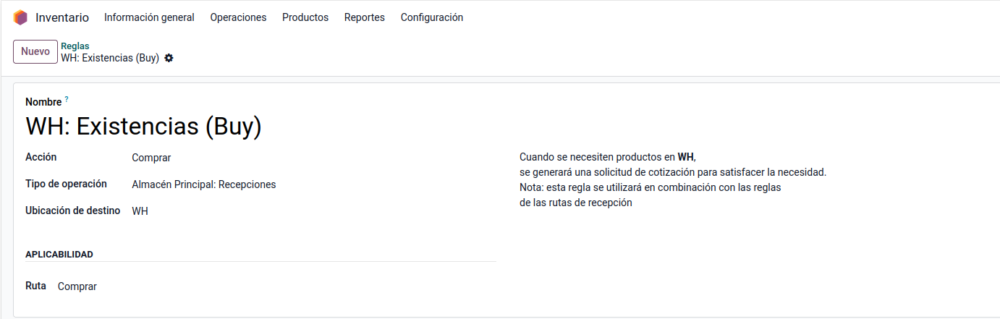 Inventario Información general Operaciones Productos Reportes Configuración
Nuevo
Reglas
WH: Existencias (Buy)
Nombre ?
WH: Existencias (Buy)
Acción Comprar
Tipo de operación Almacén Principal: Recepciones
Ubicación de destino WH
Cuando se necesiten productos en WH,
se generará una solicitud de cotización para satisfacer la necesidad.
Nota: esta regla se utilizará en combinación con las reglas
de las rutas de recepción
APLICABILIDAD
Ruta Comprar